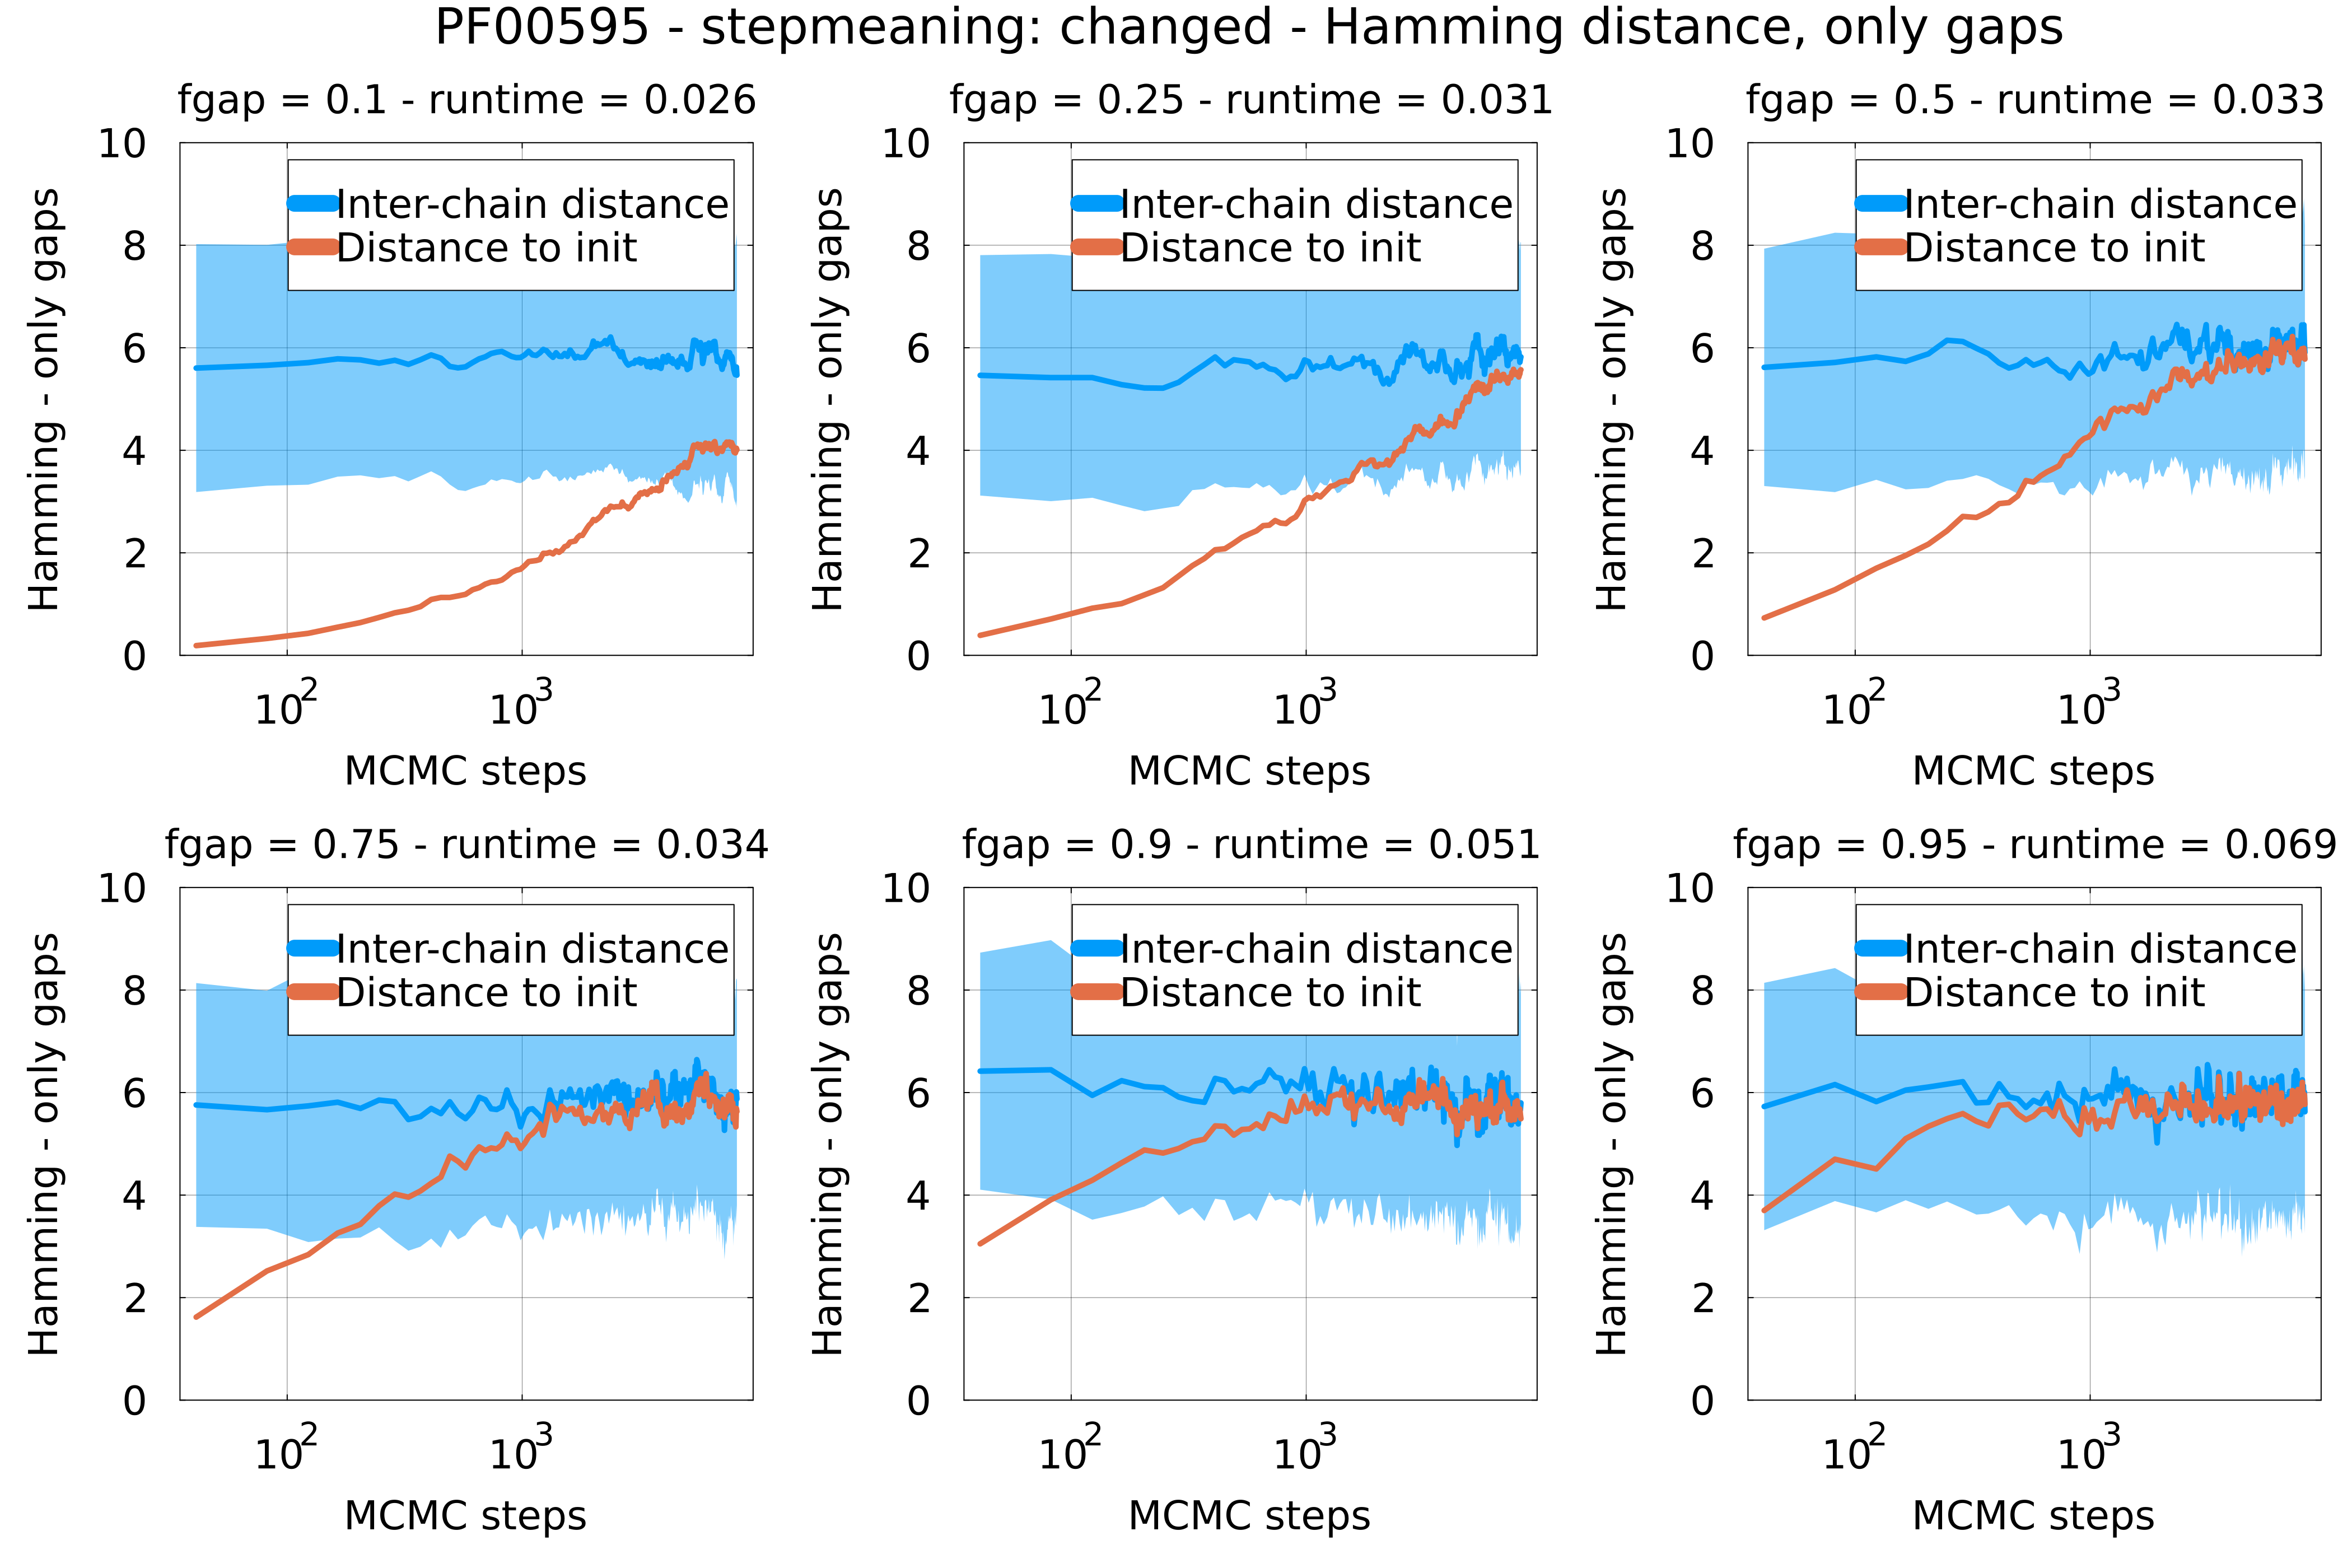 PF00595 - stepmeaning: changed - Hamming distance, only gaps
fgap = 0.1 - runtime = 0.026
Hamming - only gaps
10
8
6
4
2
0
Inter-chain distance
Distance to init
10^2
10^3
MCMC steps
fgap = 0.25 - runtime = 0.031
Hamming - only gaps
10
8
6
4
2
0
Inter-chain distance
Distance to init
10^2
10^3
MCMC steps
fgap = 0.5 - runtime = 0.033
Hamming - only gaps
10
8
6
4
2
0
Inter-chain distance
Distance to init
10^2
10^3
MCMC steps
fgap = 0.75 - runtime = 0.034
Hamming - only gaps
10
8
6
4
2
0
Inter-chain distance
Distance to init
10^2
10^3
MCMC steps
fgap = 0.9 - runtime = 0.051
Hamming - only gaps
10
8
6
4
2
0
Inter-chain distance
Distance to init
10^2
10^3
MCMC steps
fgap = 0.95 - runtime = 0.069
Hamming - only gaps
10
8
6
4
2
0
Inter-chain distance
Distance to init
10^2
10^3
MCMC steps